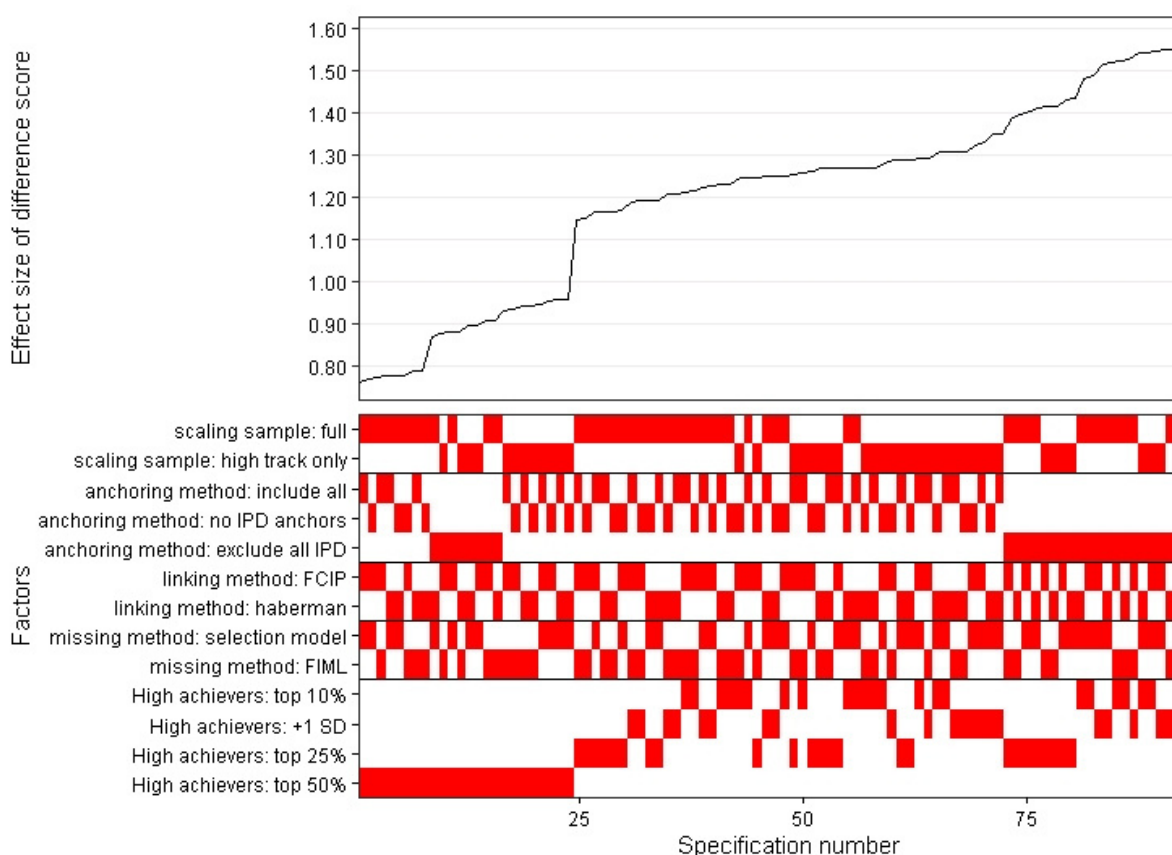 Effect size of difference score
1.60
1.50
1.40
1.30
1.20
1.10
1.00
0.90
0.80
Factors
scaling sample: full
scaling sample: high track only
anchoring method: include all
anchoring method: no IPD anchors
anchoring method: exclude all IPD
linking method: FCIP
linking method: haberman
missing method: selection model
missing method: FIML
High achievers: top 10%
High achievers: +1 SD
High achievers: top 25%
High achievers: top 50%
25 50 75
Specification number